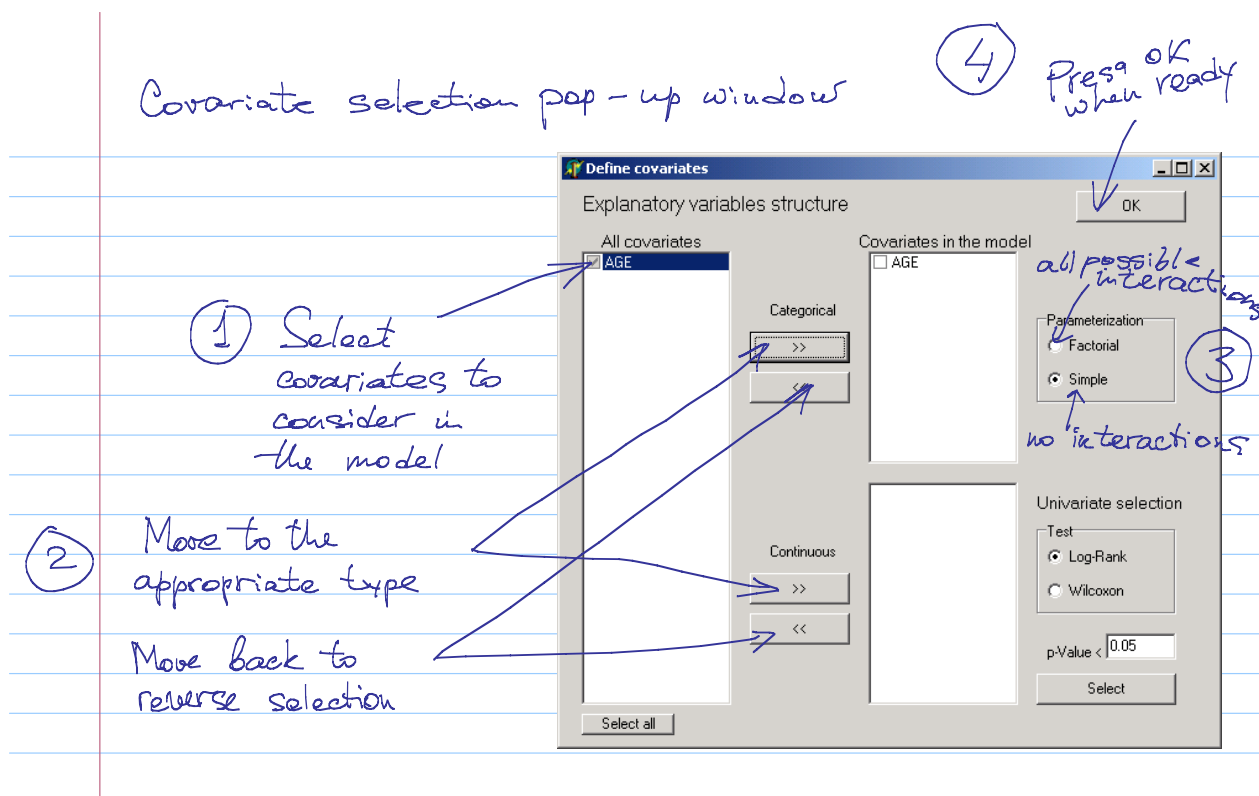 Covariate selection pop-up window
4
Press OK
when ready
Define covariates
Explanatory variables structure
OK
All covariates
AGE
Covariates in the model
AGE
1 Select
covariates to
consider in
the model
Categorical
>>
<<
all possible
interactions
Parameterization
Factorial
Simple
3
no interactions
2 Move to the
appropriate type
Move back to
reverse selection
Continuous
>>
<<
Univariate selection
Test
Log-Rank
Wilcoxon
p-Value < 0.05
Select
Select all